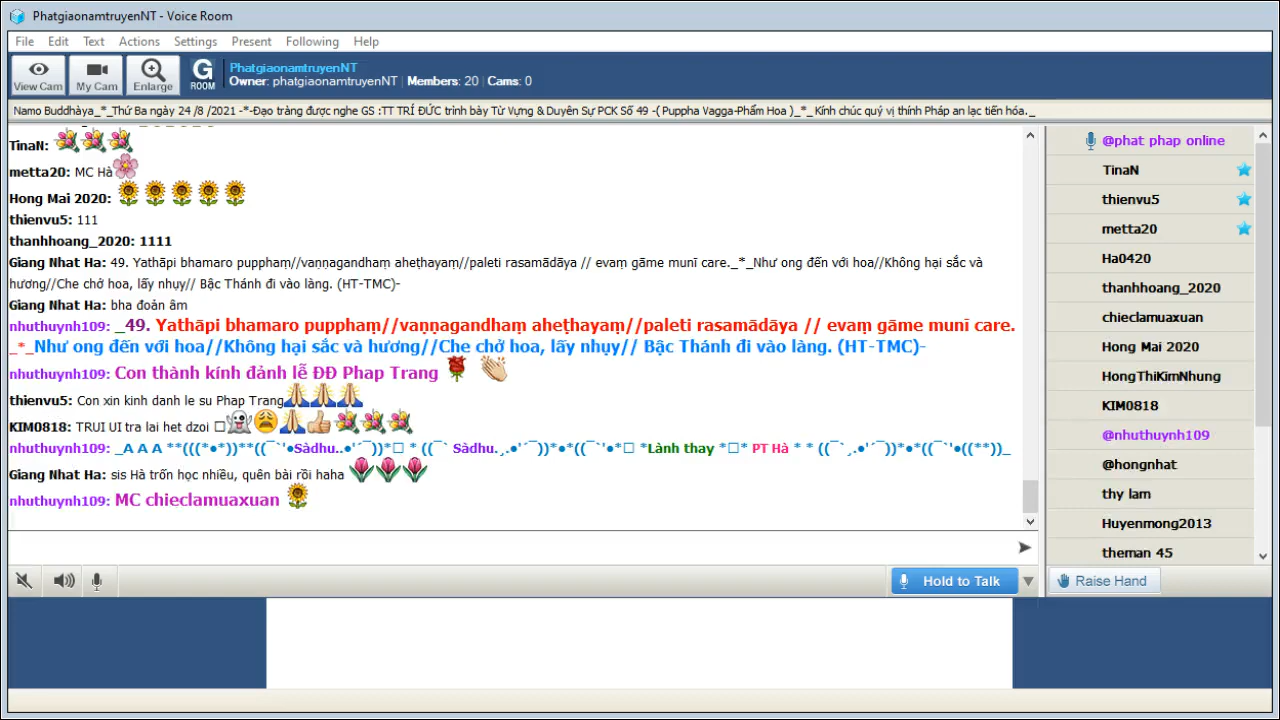 PhatgiaonamtruyenNT - Voice Room
File Edit Text Actions Settings Present Following Help
View Cam My Cam Enlarge G ROOM
PhatgiaonamtruyenNT
Owner: phatgiaonamtruyenNT | Members: 20 | Cams: 0
Namo Buddhàya_*_Thứ Ba ngày 24 /8 /2021 -*-Đạo tràng được nghe GS :TT TRÍ ĐỨC trình bày Từ Vựng & Duyên Sự PCK Số 49 -( Puppha Vagga-Phẩm Hoa )_*_Kính chúc quý vị thính Pháp an lạc tiến hóa._
TinaN:
metta20: MC Hà
Hong Mai 2020:
thienvu5: 111
thanhhoang_2020: 1111
Giang Nhat Ha: 49. Yathāpi bhamaro pupphaṃ//vaṇṇagandhaṃ aheṭhayaṃ//paleti rasamādāya // evaṃ gāme munī care._*_Như ong đến với hoa//Không hại sắc và
hương//Che chở hoa, lấy nhụy// Bậc Thánh đi vào làng. (HT-TMC)-
Giang Nhat Ha: bha đoản âm
nhuthuynh109: _49. Yathāpi bhamaro pupphaṃ//vaṇṇagandhaṃ aheṭhayaṃ//paleti rasamādāya // evaṃ gāme munī care.
_*_Như ong đến với hoa//Không hại sắc và hương//Che chở hoa, lấy nhụy// Bậc Thánh đi vào làng. (HT-TMC)-
nhuthuynh109: Con thành kính đảnh lễ ĐĐ Phap Trang
thienvu5: Con xin kinh danh le su Phap Trang
KIM0818: TRUI UI tra lai het dzoi □
nhuthuynh109: _A A A **(((*•*))**((¯`'•Sàdhu..•'´¯))*•*□ * ((¯` Sàdhu.¸.•'´¯))*•*((¯`'•*□ *Lành thay *□* PT Hà * * ((¯`¸.•'´¯))*•*((¯`'•((**))_
Giang Nhat Ha: sis Hà trốn học nhiều, quên bài rồi haha
nhuthuynh109: MC chieclamuaxuan
Hold to Talk
@phat phap online
TinaN
thienvu5
metta20
Ha0420
thanhhoang_2020
chieclamuaxuan
Hong Mai 2020
HongThiKimNhung
KIM0818
@nhuthuynh109
@hongnhat
thy lam
Huyenmong2013
theman 45
Raise Hand